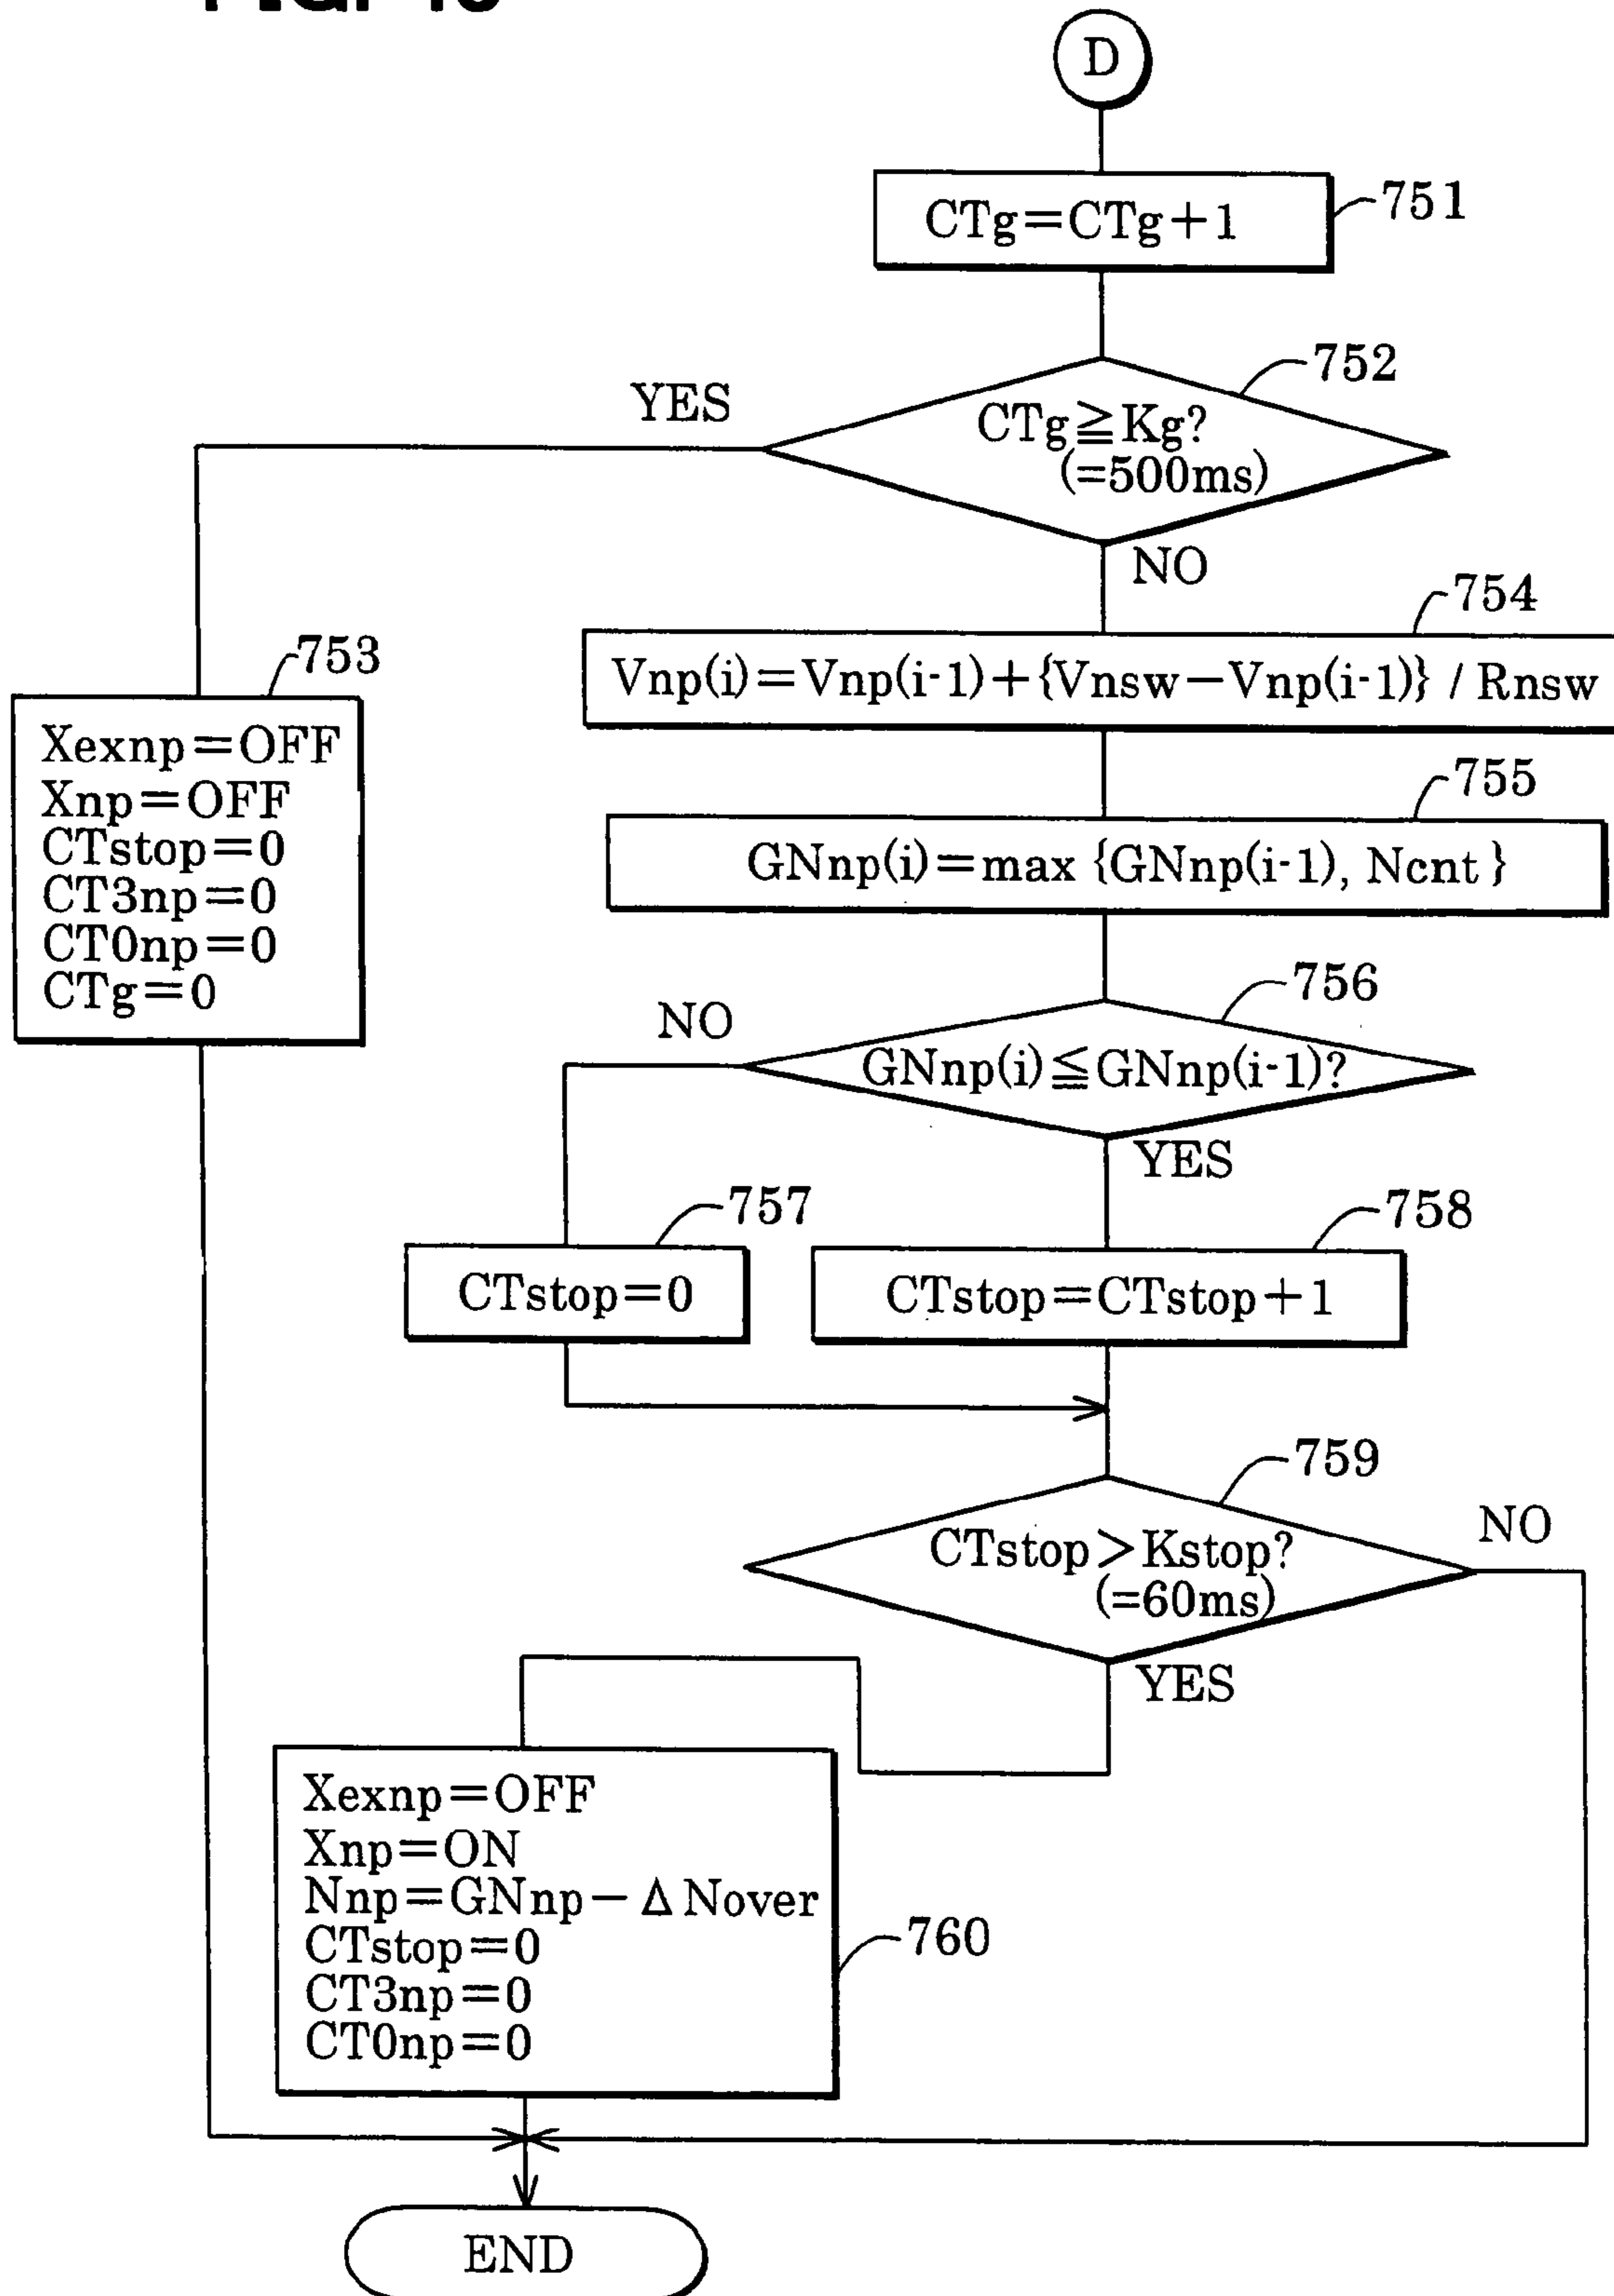 D
CTg=CTg+1
751
752
YES
CTg≧Kg?
(=500ms)
NO
754
Vnp(i)=Vnp(i-1)+{Vnsw−Vnp(i-1)} / Rnsw
753
Xexnp=OFF
Xnp=OFF
CTstop=0
CT3np=0
CT0np=0
CTg=0
755
GNnp(i)=max {GNnp(i-1), Ncnt}
756
NO
GNnp(i)≦GNnp(i-1)?
YES
757
758
CTstop=0
CTstop=CTstop+1
759
NO
CTstop>Kstop?
(=60ms)
YES
Xexnp=OFF
Xnp=ON
Nnp=GNnp−Δ Nover
CTstop=0
CT3np=0
CT0np=0
760
END